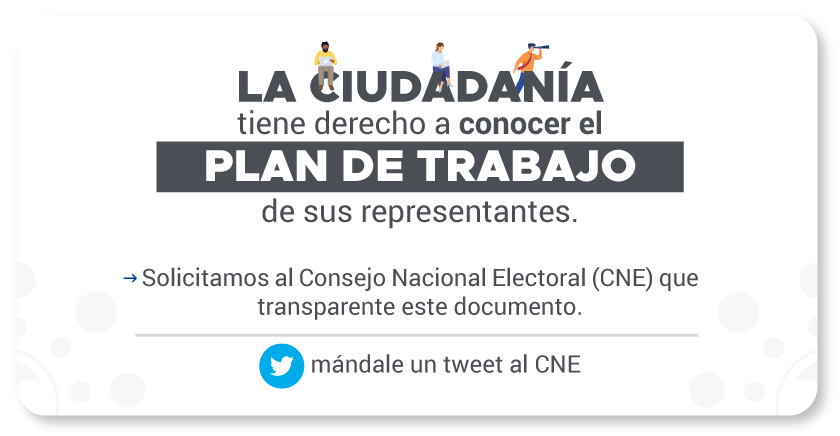 LA CIUDADANÍA
tiene derecho a conocer el
PLAN DE TRABAJO
de sus representantes.
→ Solicitamos al Consejo Nacional Electoral (CNE) que
transparente este documento.
mándale un tweet al CNE